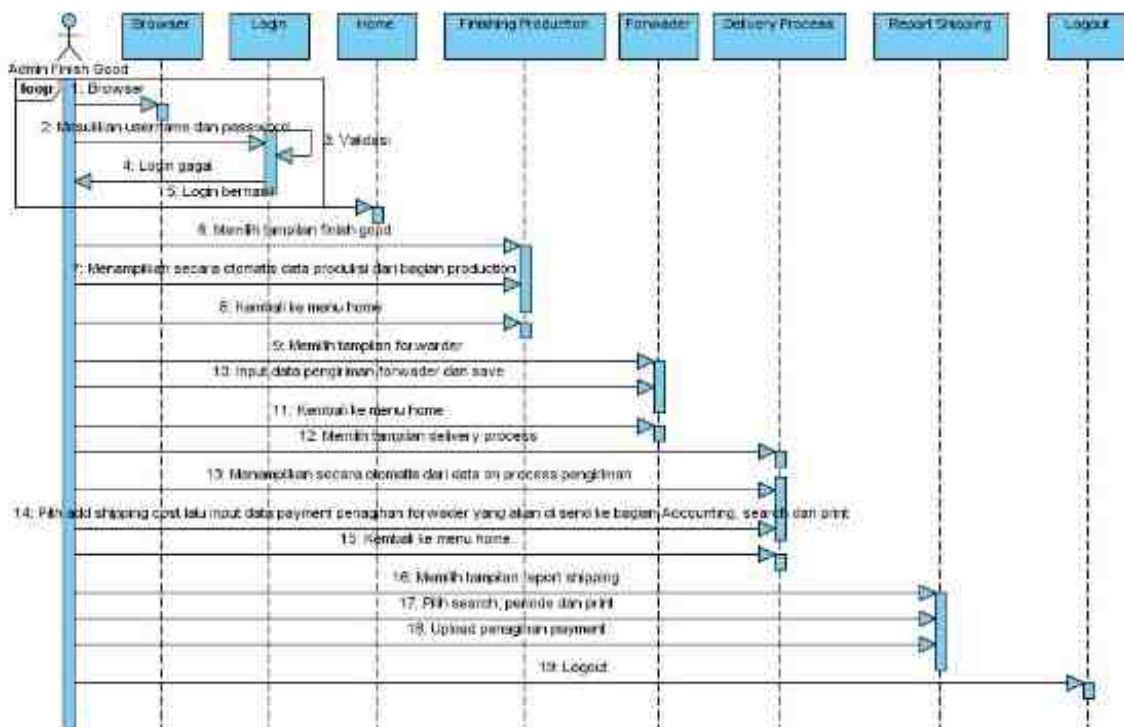 Browser
Login
Home
Finishing Production
Forwader
Delivery Process
Report Shipping
Logout
Admin Finish Good
loop
1: Browser
2: Masukkan username dan password
3: Validasi
4: Login gagal
5: Login berhasil
6: Memilih tampilan finish good
7: Menampilkan secara otomatis data produksi dari bagian production
8: Kembali ke menu home
9: Memilih tampilan forwarder
10: Input data pengiriman forwader dan save
11: Kembali ke menu home
12: Memilih tampilan delivery process
13: Menampilkan secara otomatis dari data on process pengiriman
14: Pilih add shipping cost lalu input data payment penagihan forwader yang akan di send ke bagian Accounting, search dan print
15: Kembali ke menu home
16: Memilih tampilan report shipping
17: Pilih search, periode dan print
18: Upload penagihan payment
19: Logout